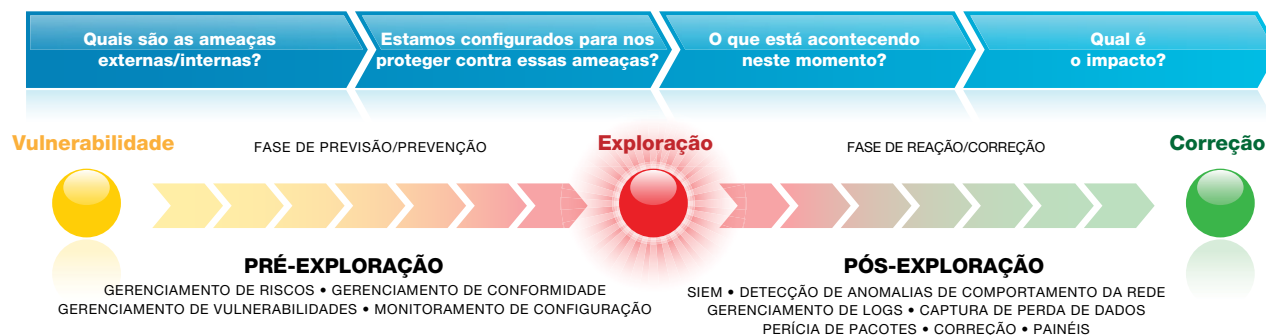 Quais são as ameaças
externas/internas?
Estamos configurados para nos
proteger contra essas ameaças?
O que está acontecendo
neste momento?
Qual é
o impacto?
Vulnerabilidade
FASE DE PREVISÃO/PREVENÇÃO
Exploração
FASE DE REAÇÃO/CORREÇÃO
Correção
PRÉ-EXPLORAÇÃO
GERENCIAMENTO DE RISCOS • GERENCIAMENTO DE CONFORMIDADE
GERENCIAMENTO DE VULNERABILIDADES • MONITORAMENTO DE CONFIGURAÇÃO
PÓS-EXPLORAÇÃO
SIEM • DETECÇÃO DE ANOMALIAS DE COMPORTAMENTO DA REDE
GERENCIAMENTO DE LOGS • CAPTURA DE PERDA DE DADOS
PERÍCIA DE PACOTES • CORREÇÃO • PAINÉIS